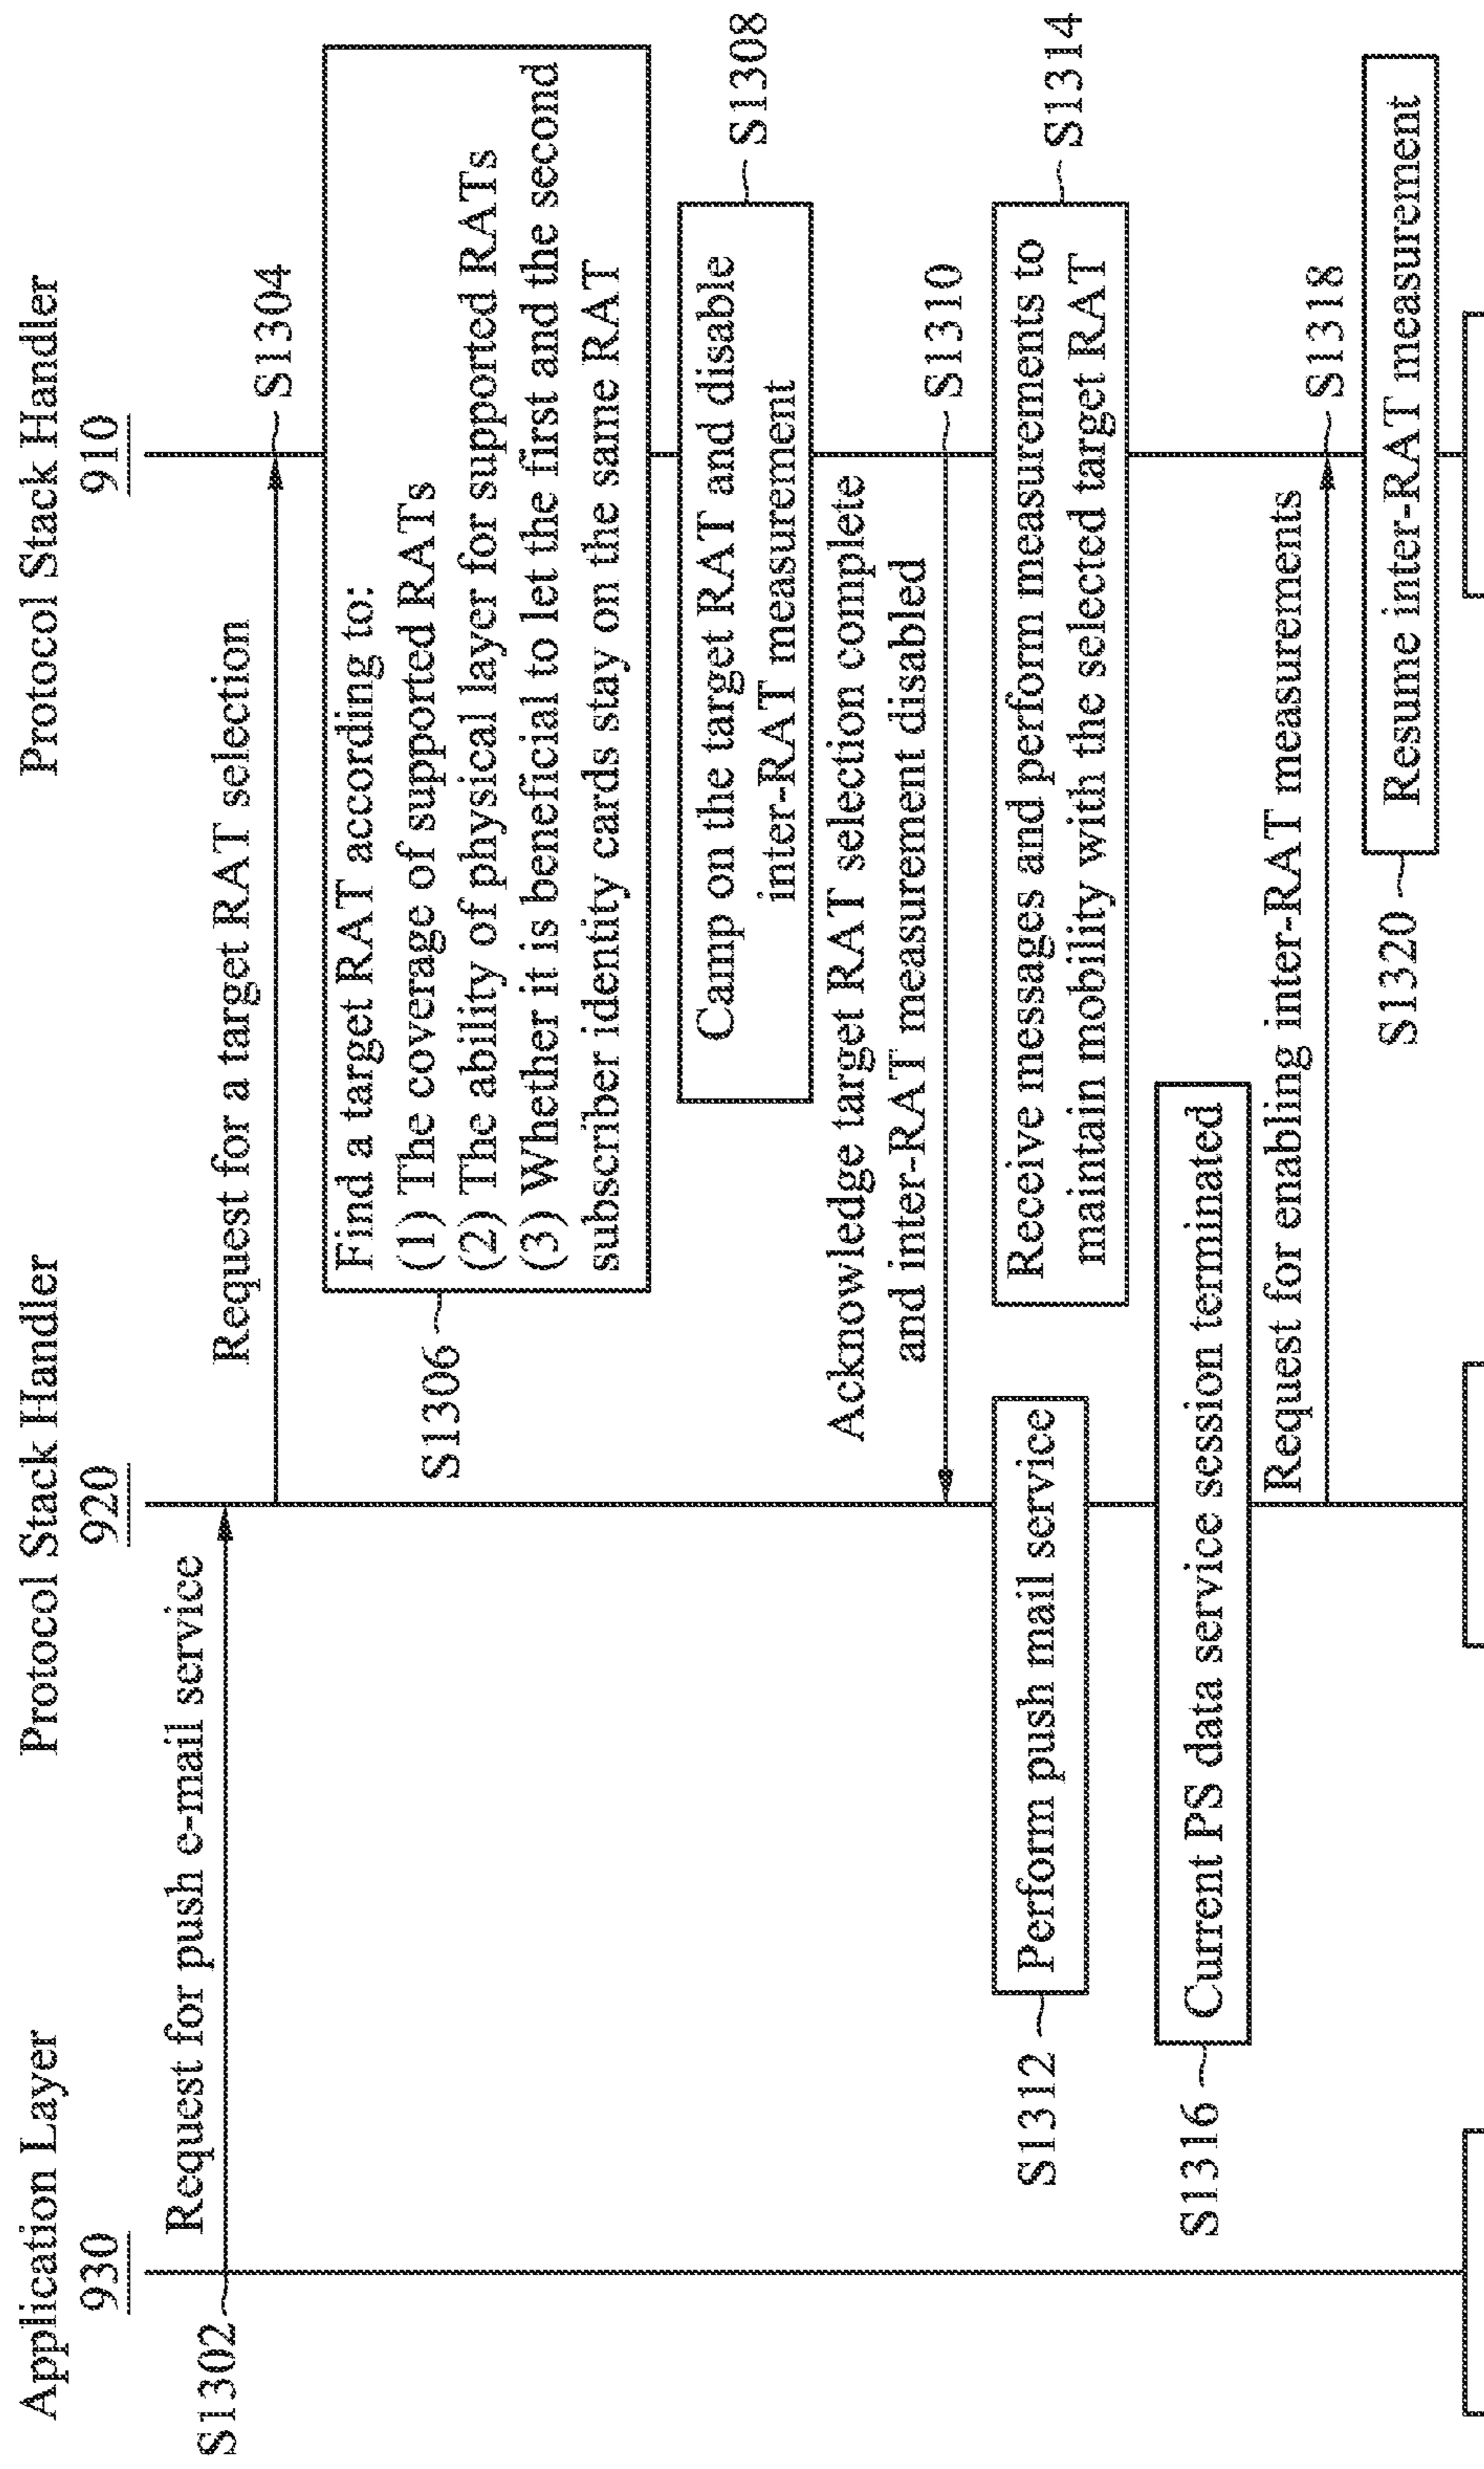 Application Layer
930
Protocol Stack Handler
920
Protocol Stack Handler
910
Request for push e-mail service
S1302
Request for a target RAT selection
S1304
Find a target RAT according to:
(1) The coverage of supported RATs
(2) The ability of physical layer for supported RATs
(3) Whether it is beneficial to let the first and the second
subscriber identity cards stay on the same RAT
S1306
Camp on the target RAT and disable
inter-RAT measurement
S1308
Acknowledge target RAT selection complete
and inter-RAT measurement disabled
S1310
S1312
Perform push mail service
Receive messages and perform measurements to
maintain mobility with the selected target RAT
S1314
S1316
Current PS data service session terminated
Request for enabling inter-RAT measurements
S1318
Resume inter-RAT measurement
S1320